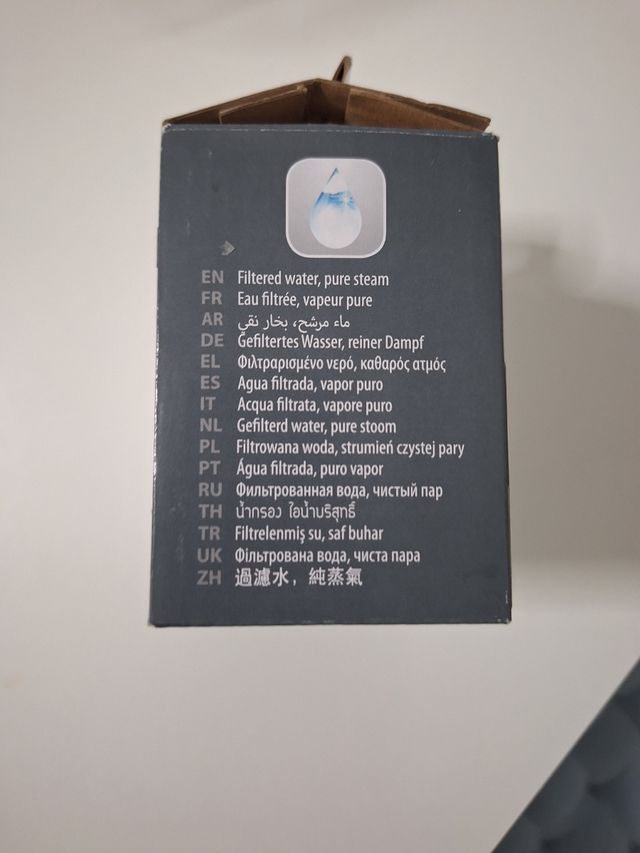 EN Filtered water, pure steam
FR Eau filtrée, vapeur pure
AR ماء مرشح، بخار نقي
DE Gefiltertes Wasser, reiner Dampf
EL Φιλτραρισμένο νερό, καθαρός ατμός
ES Agua filtrada, vapor puro
IT Acqua filtrata, vapore puro
NL Gefilterd water, pure stoom
PL Filtrowana woda, strumień czystej pary
PT Água filtrada, puro vapor
RU Фильтрованная вода, чистый пар
TH น้ำกรอง ไอน้ำบริสุทธิ์
TR Filtrelenmiş su, saf buhar
UK Фільтрована вода, чиста пара
ZH 過濾水，純蒸氣